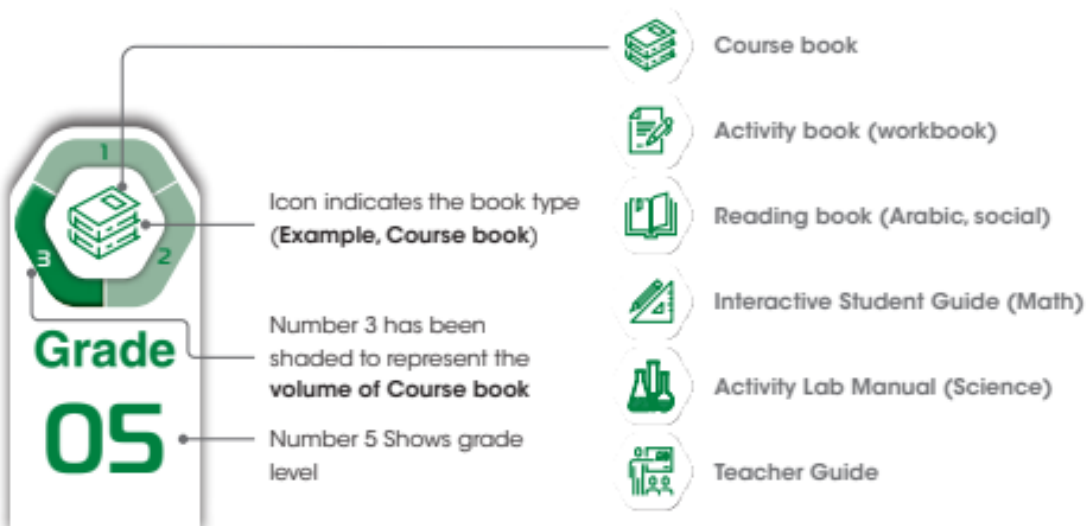 Course book
Activity book (workbook)
1
Icon indicates the book type
(Example, Course book)
Reading book (Arabic, social)
3
2
Interactive Student Guide (Math)
Number 3 has been
shaded to represent the
volume of Course book
Grade
Activity Lab Manual (Science)
05
Number 5 Shows grade
level
Teacher Guide